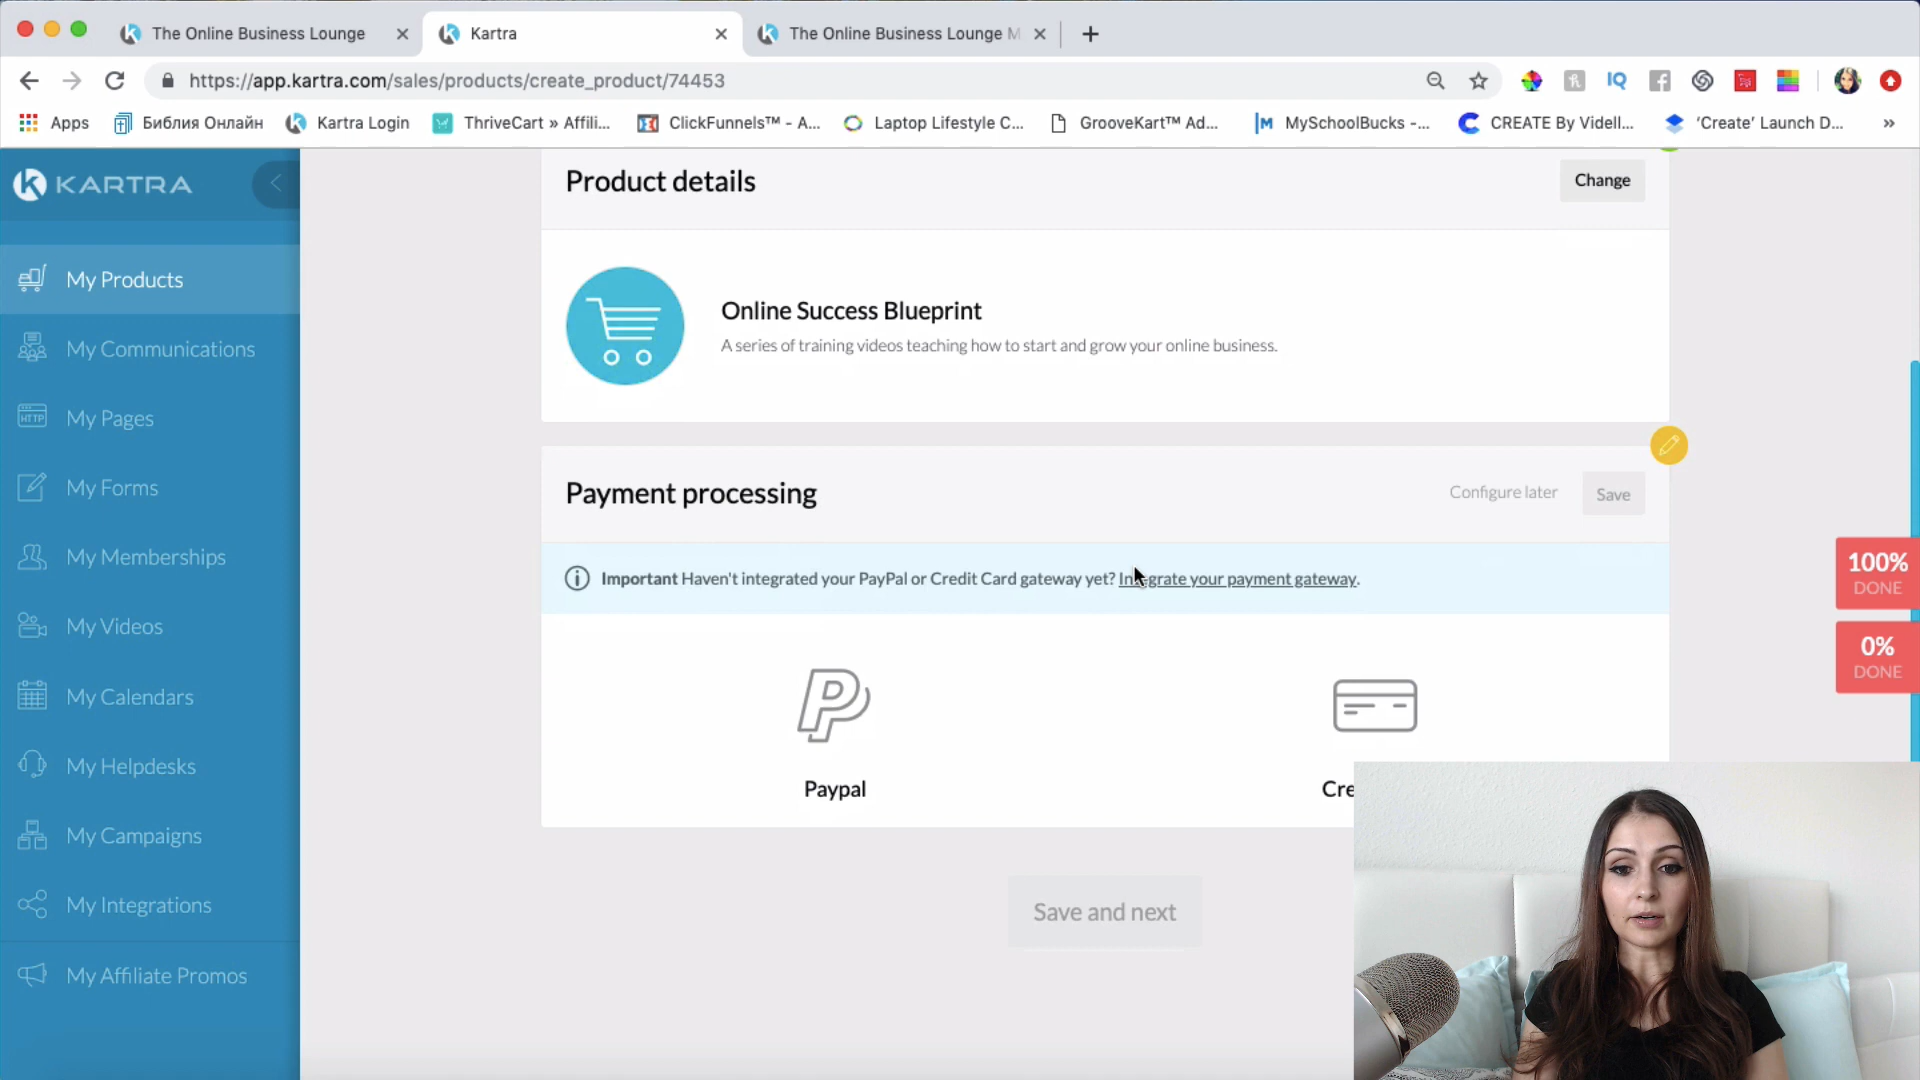 The Online Business Lounge
Kartra
The Online Business Lounge M
https://app.kartra.com/sales/products/create_product/74453
IQ
Apps
Библия Онлайн
Kartra Login
ThriveCart » Affili...
ClickFunnels™ - A...
Laptop Lifestyle C...
GrooveKart™ Ad...
MySchoolBucks -...
CREATE By Videll...
'Create' Launch D...
»
KARTRA
My Products
My Communications
HTTP
My Pages
My Forms
My Memberships
My Videos
My Calendars
My Helpdesks
My Campaigns
My Integrations
My Affiliate Promos
Product details
Change
Online Success Blueprint
A series of training videos teaching how to start and grow your online business.
Payment processing
Configure later
Save
Important Haven't integrated your PayPal or Credit Card gateway yet? Integrate your payment gateway.
Paypal
Cre
Save and next
100%
DONE
0%
DONE